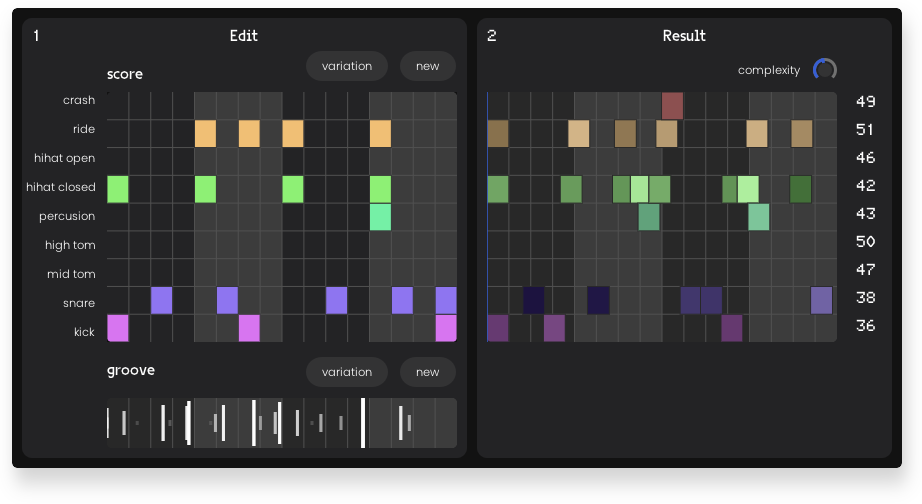 1 Edit
score variation new
crash
ride
hihat open
hihat closed
percusion
high tom
mid tom
snare
kick
groove variation new
2 Result
complexity
49
51
46
42
43
50
47
38
36